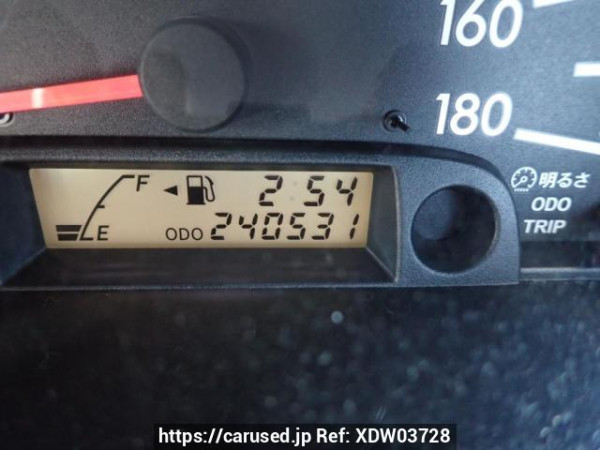 160
180
F 2:54
E ODO 240531
明るさ
ODO
TRIP
https://carused.jp Ref: XDW03728